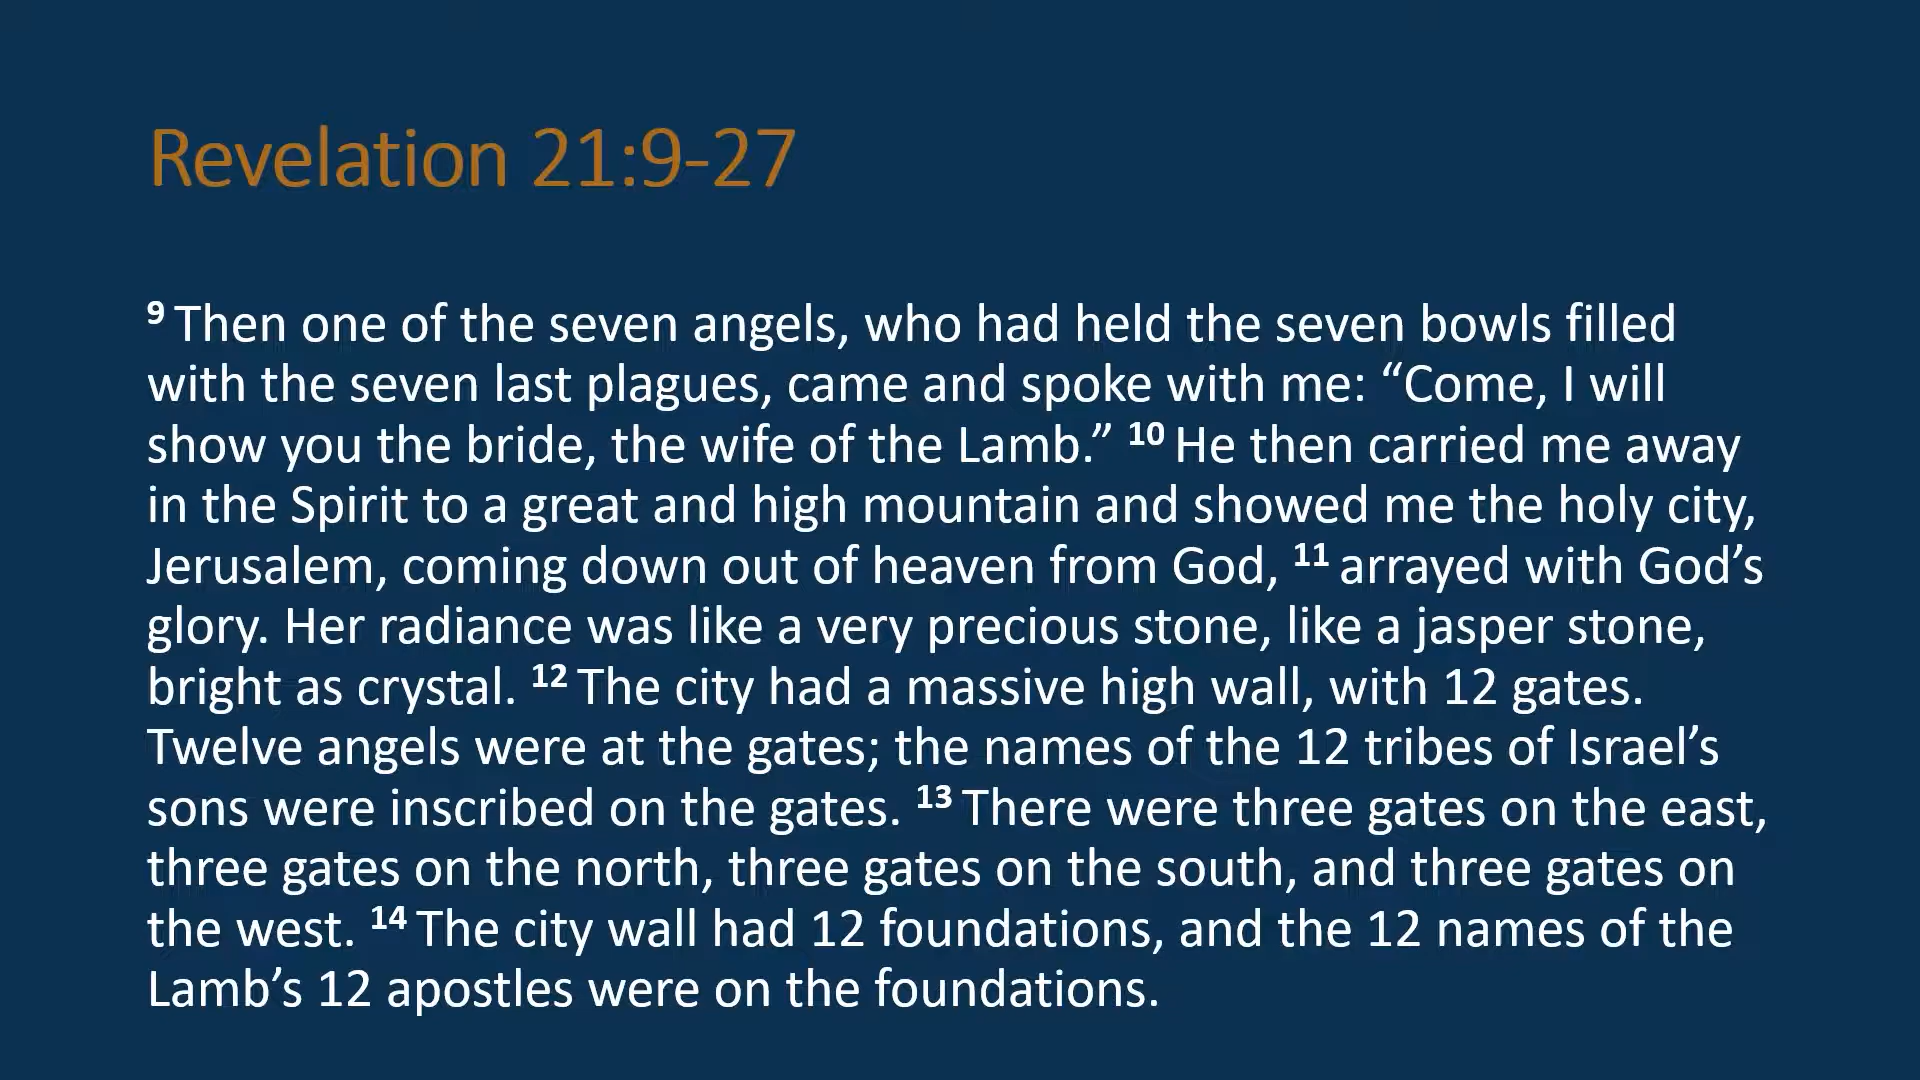 Revelation 21:9-27
9 Then one of the seven angels, who had held the seven bowls filled
with the seven last plagues, came and spoke with me: “Come, I will
show you the bride, the wife of the Lamb.” 10 He then carried me away
in the Spirit to a great and high mountain and showed me the holy city,
Jerusalem, coming down out of heaven from God, 11 arrayed with God’s
glory. Her radiance was like a very precious stone, like a jasper stone,
bright as crystal. 12 The city had a massive high wall, with 12 gates.
Twelve angels were at the gates; the names of the 12 tribes of Israel’s
sons were inscribed on the gates. 13 There were three gates on the east,
three gates on the north, three gates on the south, and three gates on
the west. 14 The city wall had 12 foundations, and the 12 names of the
Lamb’s 12 apostles were on the foundations.